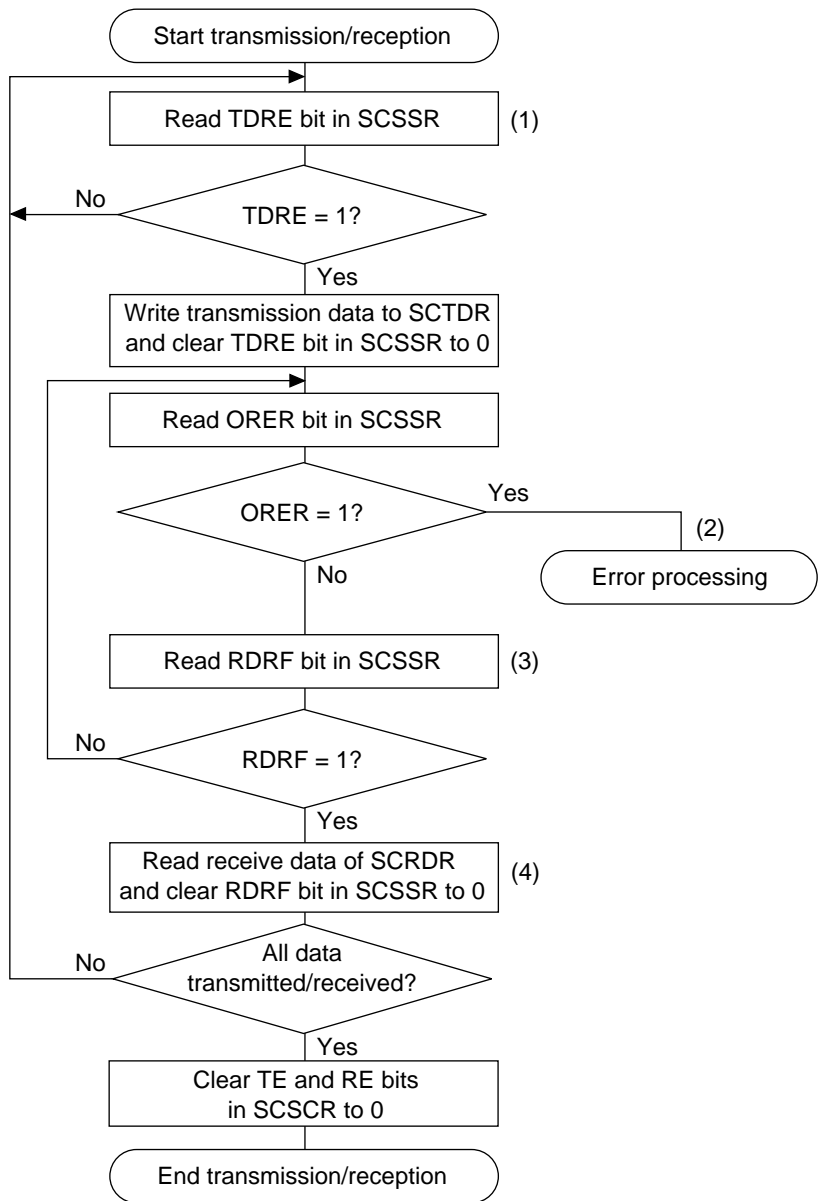 Start transmission/reception
Read TDRE bit in SCSSR
(1)
No
TDRE = 1?
Yes
Write transmission data to SCTDR
and clear TDRE bit in SCSSR to 0
Read ORER bit in SCSSR
Yes
ORER = 1?
(2)
No
Error processing
Read RDRF bit in SCSSR
(3)
No
RDRF = 1?
Yes
Read receive data of SCRDR
and clear RDRF bit in SCSSR to 0
(4)
All data
transmitted/received?
No
Yes
Clear TE and RE bits
in SCSCR to 0
End transmission/reception